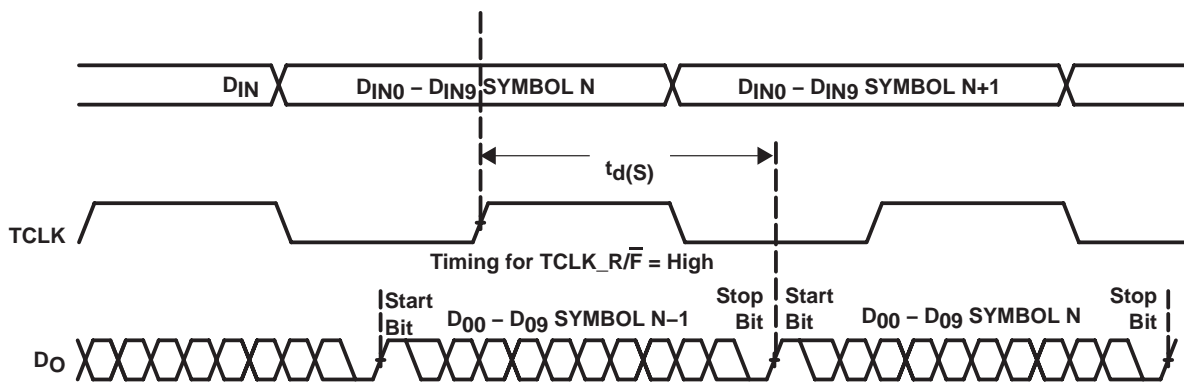 DIN
DIN0 – DIN9 SYMBOL N
DIN0 – DIN9 SYMBOL N+1
td(S)
TCLK
Timing for TCLK_R/F̅ = High
Start Bit
D00 – D09 SYMBOL N–1
Stop Bit
Start Bit
D00 – D09 SYMBOL N
Stop Bit
DO